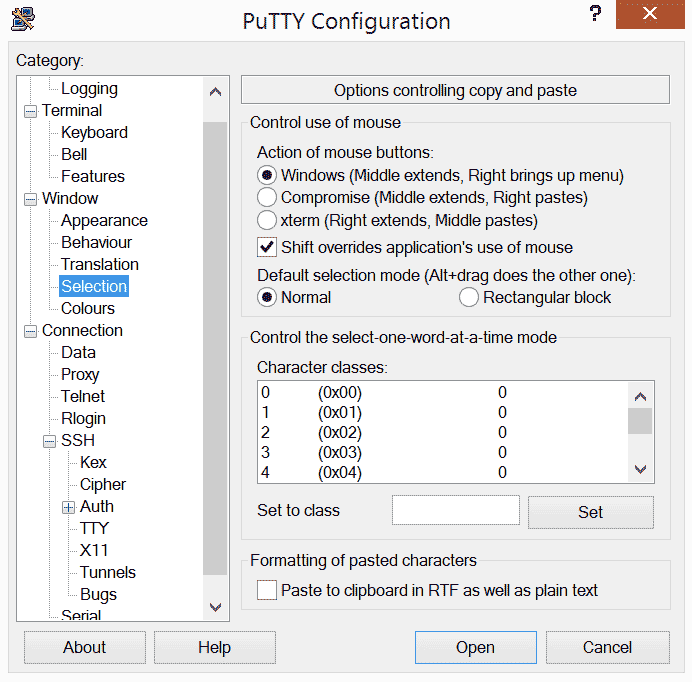 PuTTY Configuration
?
Category:
Logging
Terminal
Keyboard
Bell
Features
Window
Appearance
Behaviour
Translation
Selection
Colours
Connection
Data
Proxy
Telnet
Rlogin
SSH
Kex
Cipher
Auth
TTY
X11
Tunnels
Bugs
Serial
Options controlling copy and paste
Control use of mouse
Action of mouse buttons:
Windows (Middle extends, Right brings up menu)
Compromise (Middle extends, Right pastes)
xterm (Right extends, Middle pastes)
Shift overrides application's use of mouse
Default selection mode (Alt+drag does the other one):
Normal Rectangular block
Control the select-one-word-at-a-time mode
Character classes:
0 (0x00) 0
1 (0x01) 0
2 (0x02) 0
3 (0x03) 0
4 (0x04) 0
Set to class Set
Formatting of pasted characters
Paste to clipboard in RTF as well as plain text
About Help Open Cancel